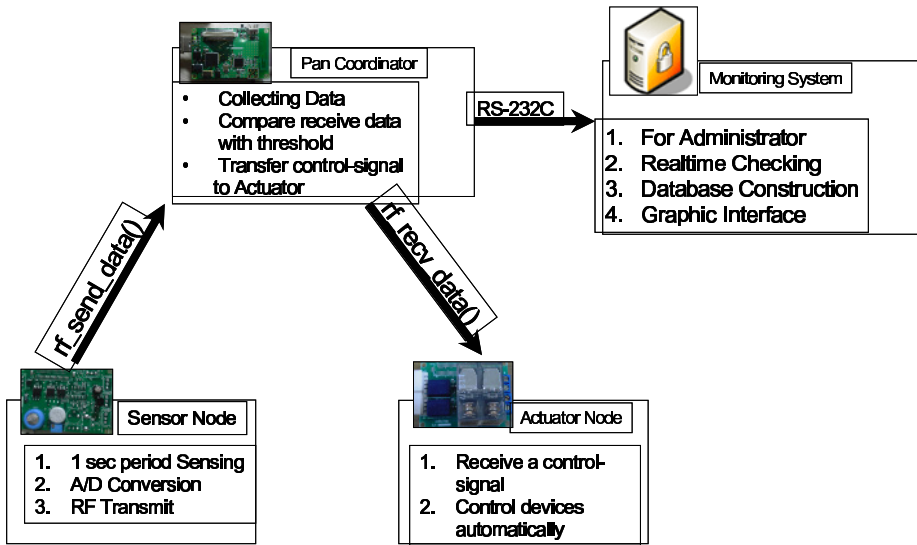 Pan Coordinator
• Collecting Data
• Compare receive data
with threshold
• Transfer control-signal
to Actuator
RS-232C
Monitoring System
1. For Administrator
2. Realtime Checking
3. Database Construction
4. Graphic Interface
rf_send_data()
rf_recv_data()
Sensor Node
1. 1 sec period Sensing
2. A/D Conversion
3. RF Transmit
Actuator Node
1. Receive a control-
signal
2. Control devices
automatically